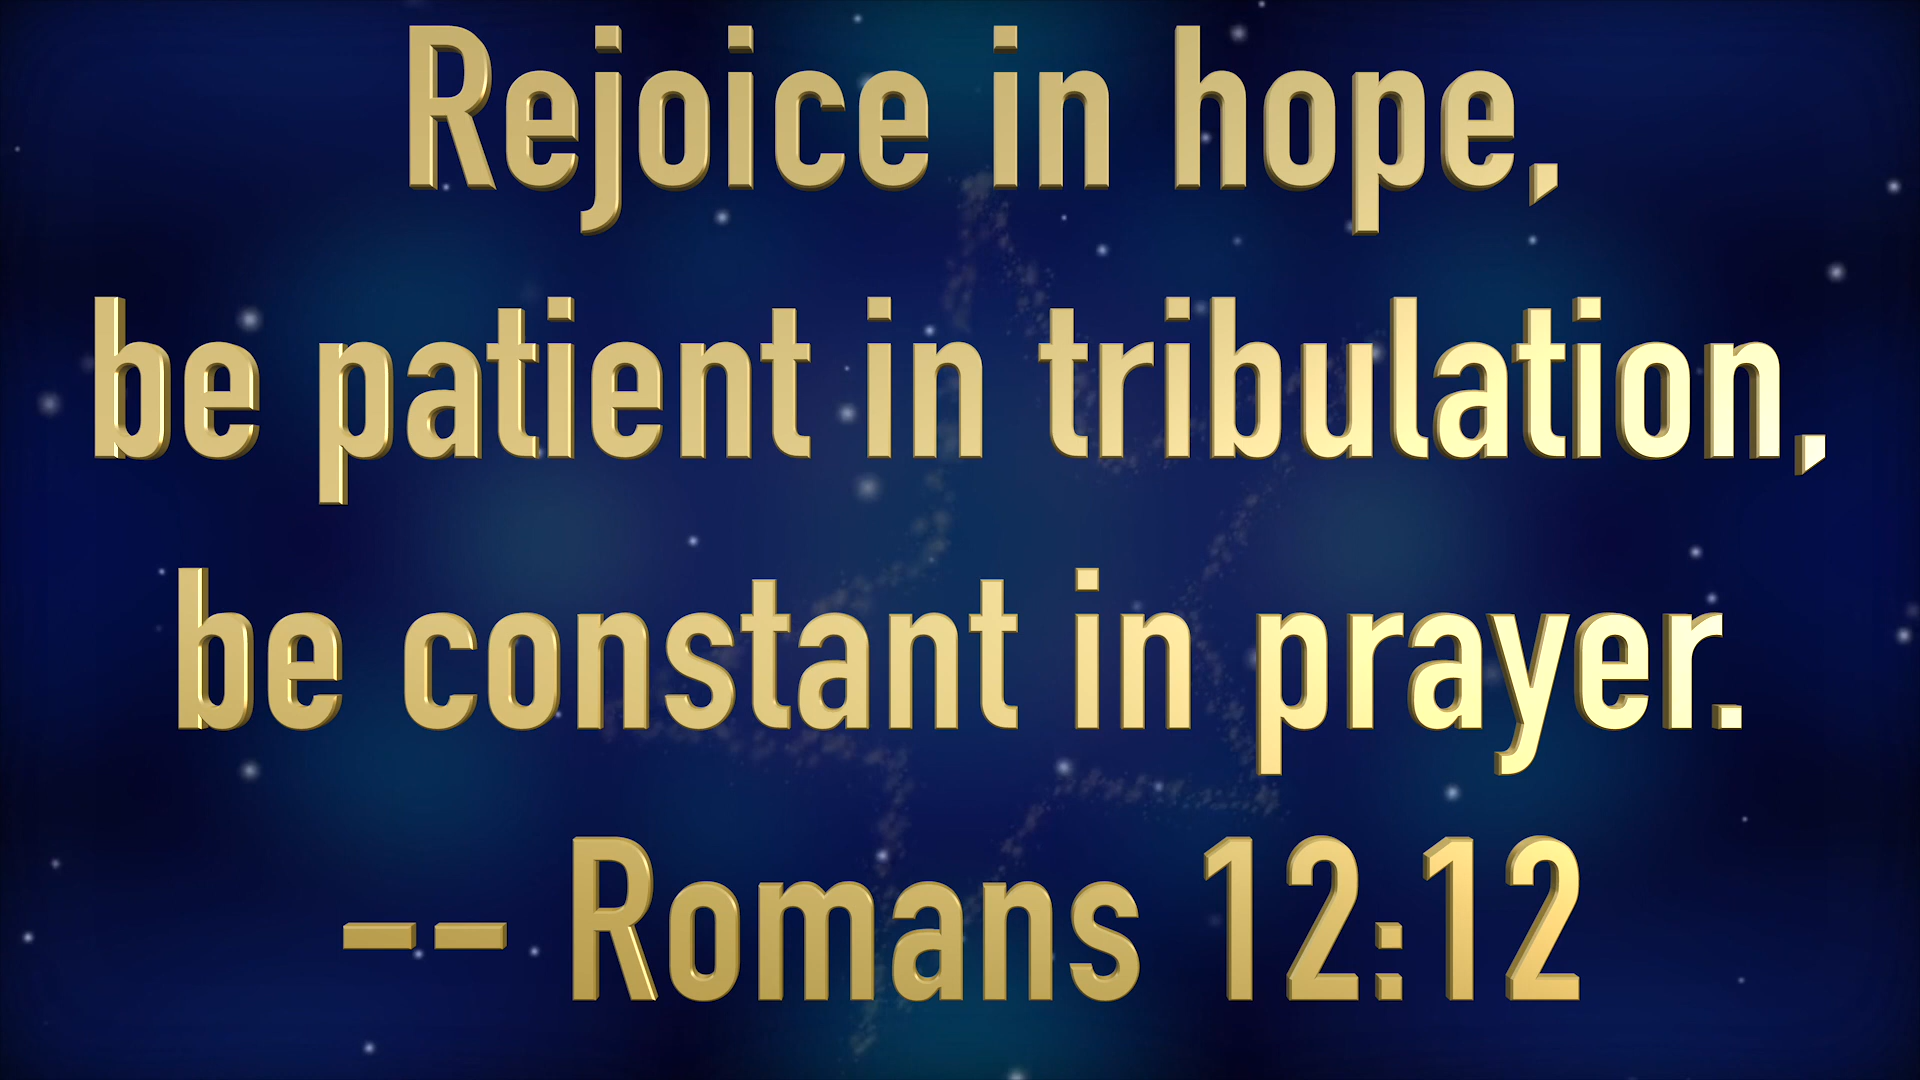 Rejoice in hope,
be patient in tribulation,
be constant in prayer.
-- Romans 12:12